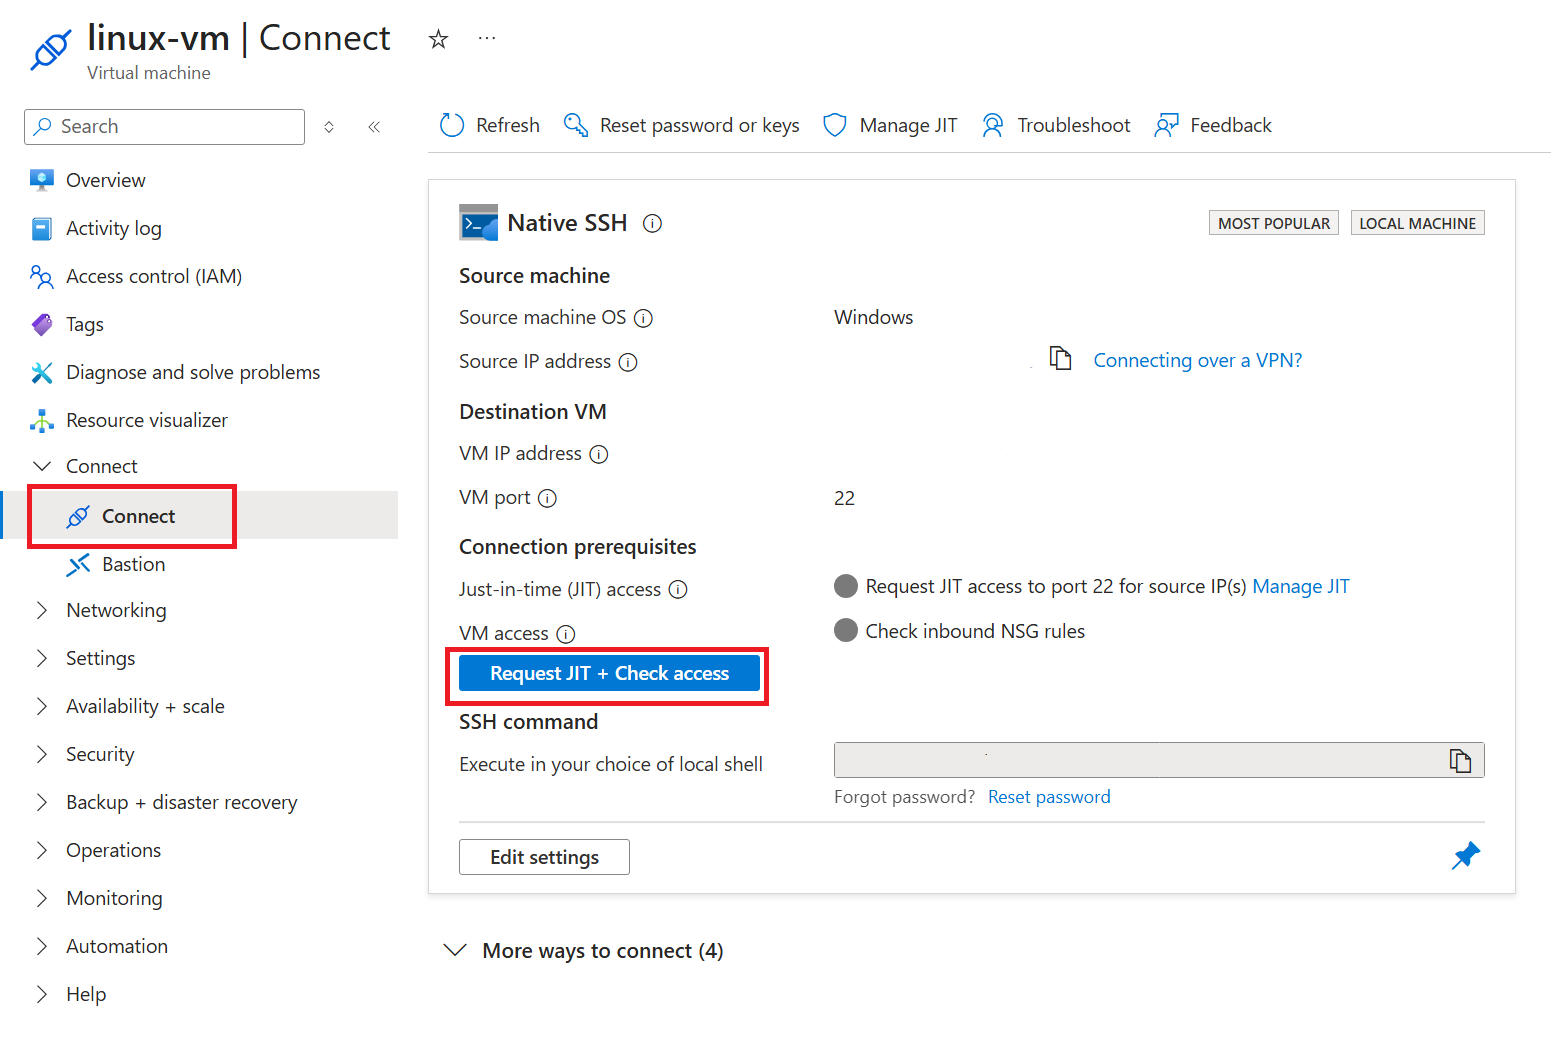 linux-vm | Connect
Virtual machine
Search
Refresh
Reset password or keys
Manage JIT
Troubleshoot
Feedback
Overview
Activity log
Access control (IAM)
Tags
Diagnose and solve problems
Resource visualizer
Connect
Connect
Bastion
Networking
Settings
Availability + scale
Security
Backup + disaster recovery
Operations
Monitoring
Automation
Help
Native SSH
MOST POPULAR
LOCAL MACHINE
Source machine
Source machine OS
Windows
Source IP address
Connecting over a VPN?
Destination VM
VM IP address
VM port
22
Connection prerequisites
Just-in-time (JIT) access
Request JIT access to port 22 for source IP(s) Manage JIT
VM access
Check inbound NSG rules
Request JIT + Check access
SSH command
Execute in your choice of local shell
Forgot password? Reset password
Edit settings
More ways to connect (4)